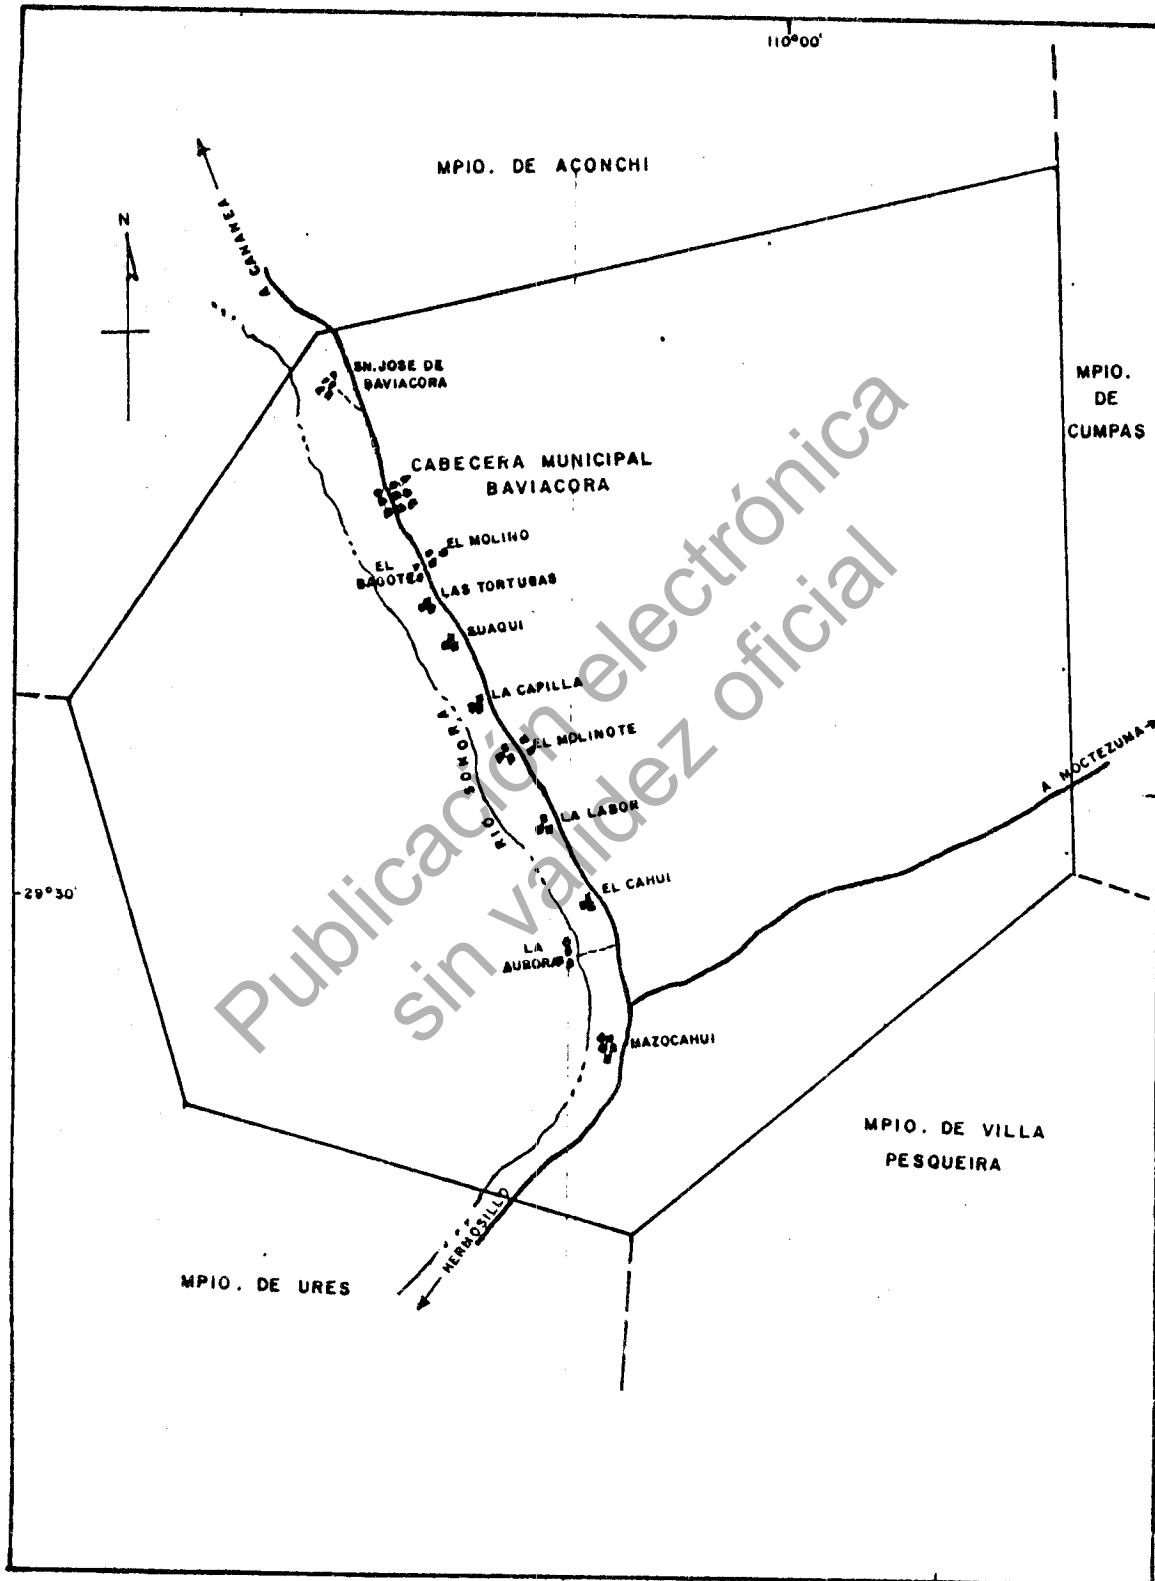 110°00'
MPIO. DE ACONCHI
A CANANEA
N
SN. JOSE DE
BAVIACORA
MPIO.
DE
CUMPAS
CABECERA MUNICIPAL
BAVIACORA
EL MOLINO
EL
BAGOTE
LAS TORTUGAS
SUAQUI
LA CAPILLA
EL MOLINOTE
RIO SONORA
A MOCTEZUMA
LA LABOR
29°30'
EL CAHUI
LA
AURORA
MAZOCAHUI
MPIO. DE VILLA
PESQUEIRA
HERMOSILLO
MPIO. DE URES
Publicación electrónica
sin validez oficial